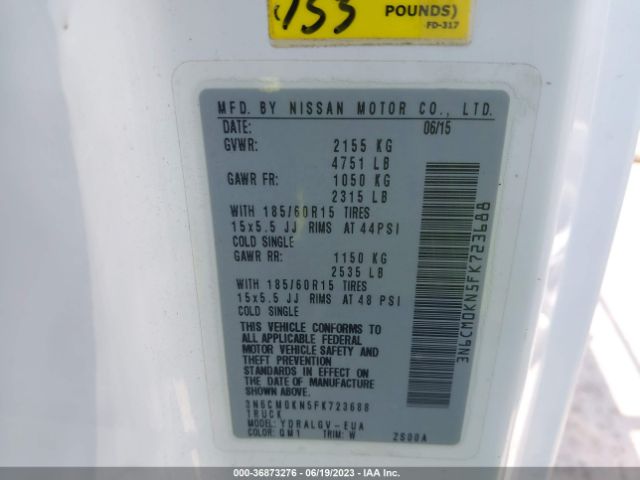 (755 POUNDS)
FD-317
MFD. BY NISSAN MOTOR CO., LTD.
DATE: 06/15
GVWR: 2155 KG
4751 LB
GAWR FR: 1050 KG
2315 LB
WITH 185/60R15 TIRES
15x5.5 JJ RIMS AT 44PSI
COLD SINGLE
GAWR RR: 1150 KG
2535 LB
WITH 185/60R15 TIRES
15x5.5 JJ RIMS AT 48 PSI
COLD SINGLE
THIS VEHICLE CONFORMS TO
ALL APPLICABLE FEDERAL
MOTOR VEHICLE SAFETY AND
THEFT PREVENTION
STANDARDS IN EFFECT ON
THE DATE OF MANUFACTURE
SHOWN ABOVE.
3N6CM0KN5FK723688
TRUCK
MODEL: YDRALGV-EUA
COLOR: QM1 TRIM: W ZS00A
3N6CM0KN5FK723688
000-36873276 - 06/19/2023 - IAA Inc.